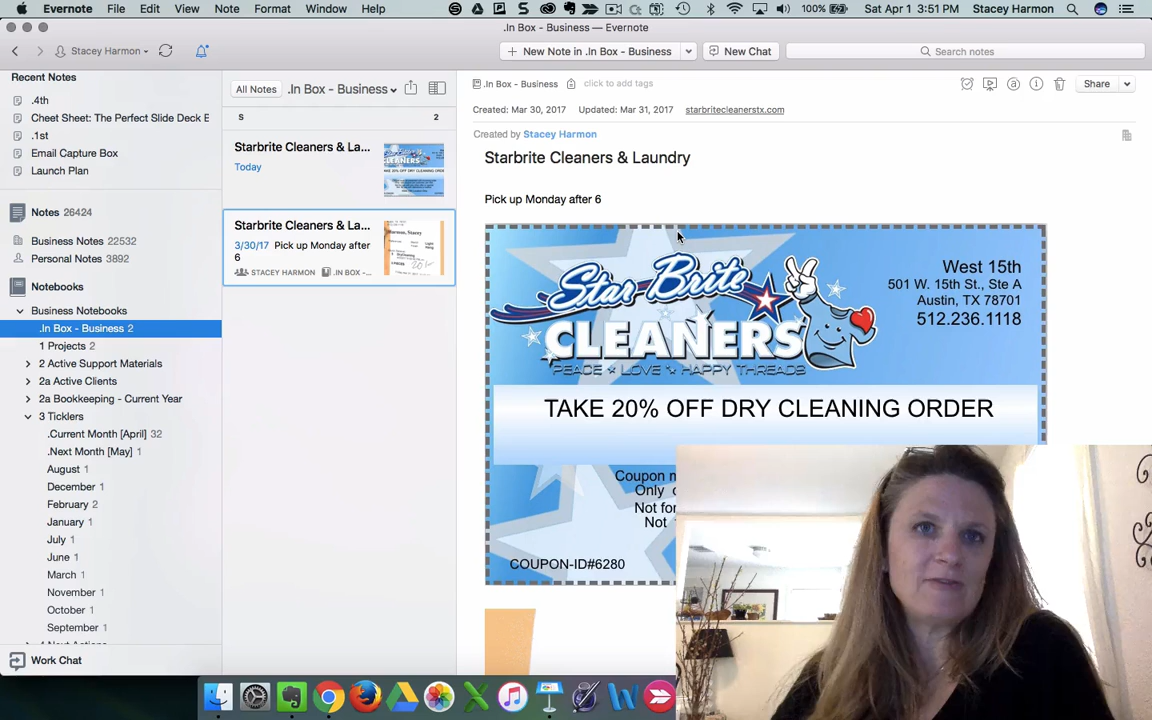 Evernote File Edit View Note Format Window Help
100% Sat Apr 1 3:51 PM Stacey Harmon
.In Box - Business — Evernote
Stacey Harmon
+ New Note in .In Box - Business
New Chat
Search notes
Recent Notes
.4th
Cheet Sheet: The Perfect Slide Deck E
.1st
Email Capture Box
Launch Plan
Notes 26424
Business Notes 22532
Personal Notes 3892
Notebooks
Business Notebooks
.In Box - Business 2
1 Projects 2
2 Active Support Materials
2a Active Clients
2a Bookkeeping - Current Year
3 Ticklers
.Current Month [April] 32
.Next Month [May] 1
August 1
December 1
February 2
January 1
July 1
June 1
March 1
November 1
October 1
September 1
Work Chat
All Notes
.In Box - Business
S 2
Starbrite Cleaners & La...
Today
Starbrite Cleaners & La...
3/30/17 Pick up Monday after
6
STACEY HARMON .IN BOX -...
.In Box - Business click to add tags
Share
Created: Mar 30, 2017 Updated: Mar 31, 2017 starbritecleanerstx.com
Created by Stacey Harmon
Starbrite Cleaners & Laundry
Pick up Monday after 6
Star Brite
CLEANERS
PEACE ★ LOVE ★ HAPPY THREADS
West 15th
501 W. 15th St., Ste A
Austin, TX 78701
512.236.1118
TAKE 20% OFF DRY CLEANING ORDER
Coupon
Only
Not for
Not
COUPON-ID#6280